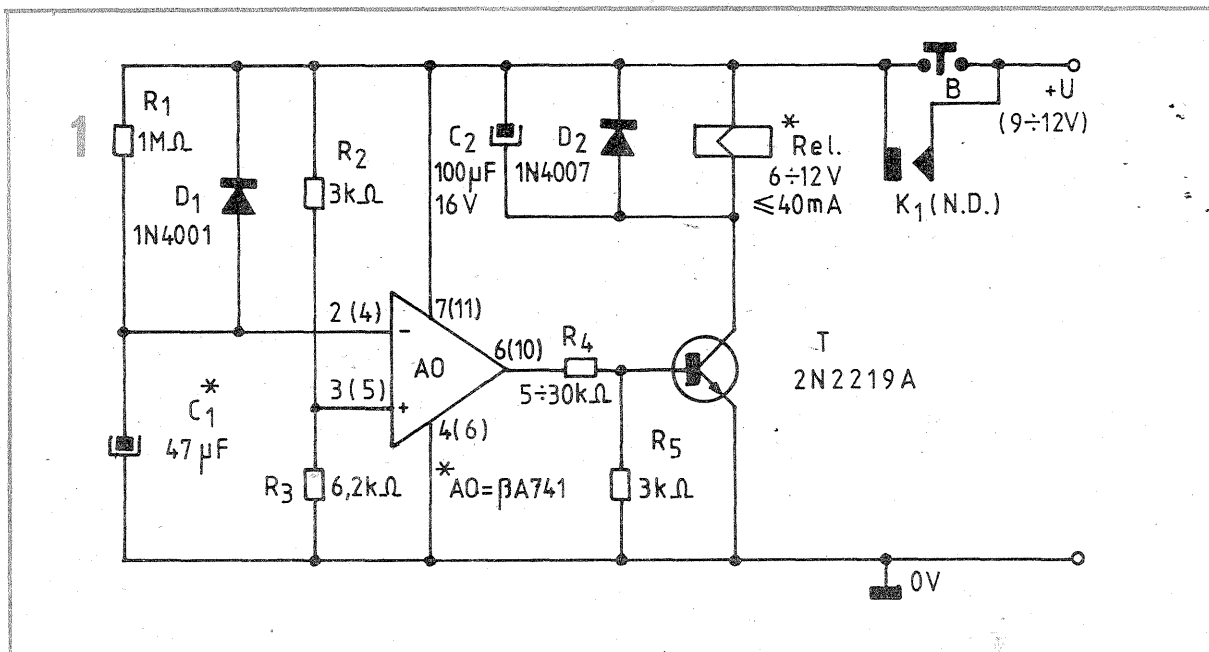 1
R1
1MΩ
D1
1N4001
R2
3kΩ
C2
100µF
16V
D2
1N4007
*
Rel.
6÷12V
≤40mA
B
+U
(9÷12V)
K1 (N.D.)
2 (4)
7(11)
-
6(10)
R4
5÷30kΩ
AO
3(5)
+
4(6)
T
2N2219A
*
C1
47 µF
R3
6,2kΩ
*AO=βA741
R5
3kΩ
0V